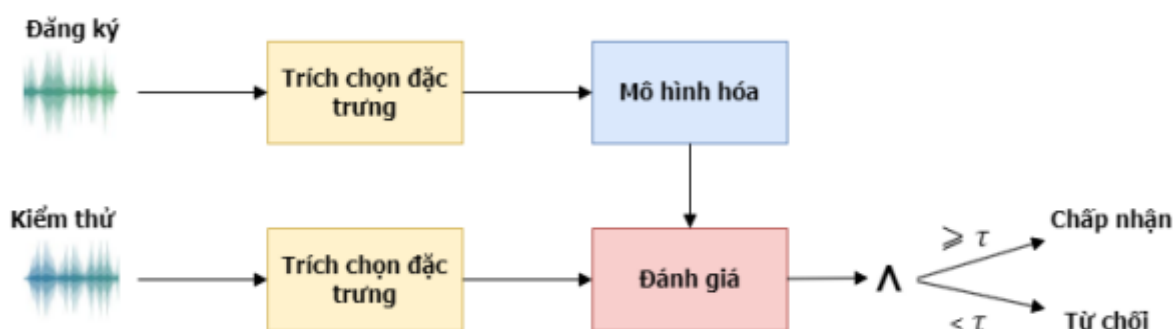 Đăng ký
Trích chọn đặc
trưng
Mô hình hóa
Kiểm thử
Trích chọn đặc
trưng
Đánh giá
Λ
⩾ τ
Chấp nhận
< τ
Từ chối